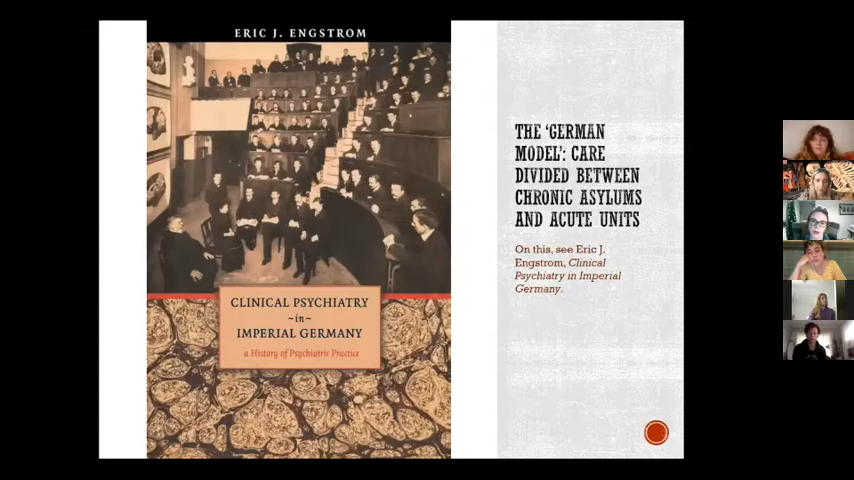 ERIC J. ENGSTROM
CLINICAL PSYCHIATRY
~in~
IMPERIAL GERMANY
a History of Psychiatric Practice
THE ‘GERMAN
MODEL’: CARE
DIVIDED BETWEEN
CHRONIC ASYLUMS
AND ACUTE UNITS
On this, see Eric J.
Engstrom, Clinical
Psychiatry in Imperial
Germany.